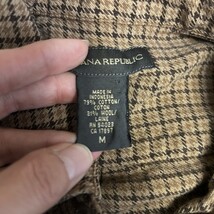 ANA REPUBLIC
MADE IN
INDONESIA
79% COTTON/
COTON
21% WOOL/
LAINE
RN 54023
CA 17897
M